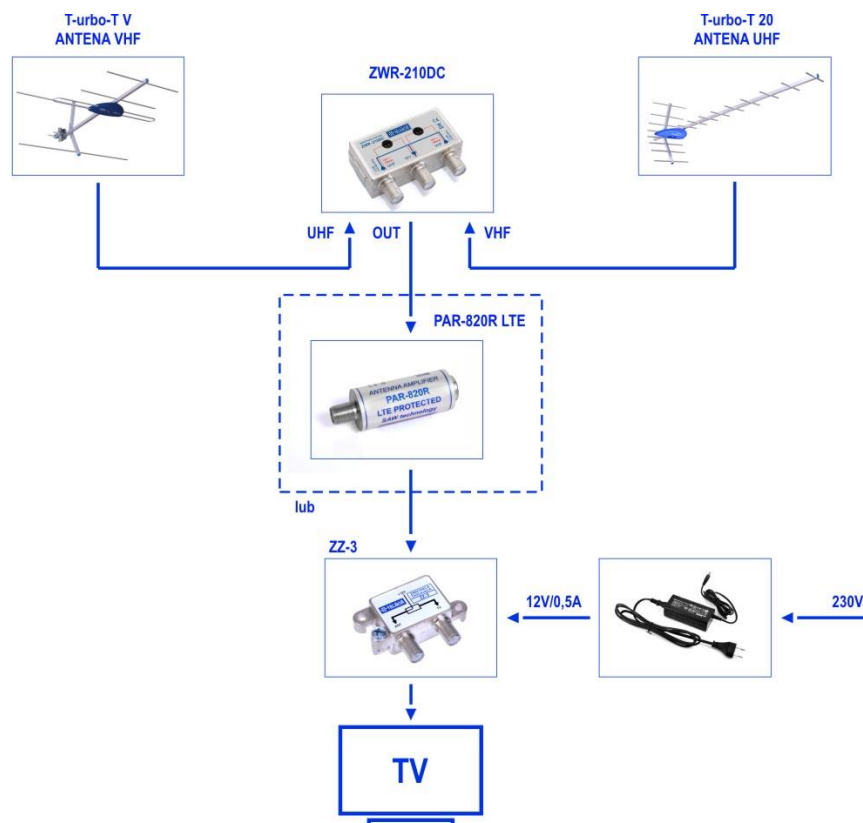 T-urbo-T V
ANTENA VHF
T-urbo-T 20
ANTENA UHF
ZWR-210DC
UHF
OUT
VHF
PAR-820R LTE
ANTENNA AMPLIFIER
PAR-820R
LTE PROTECTED
SAW technology
lub
ZZ-3
12V/0,5A
230V
TV